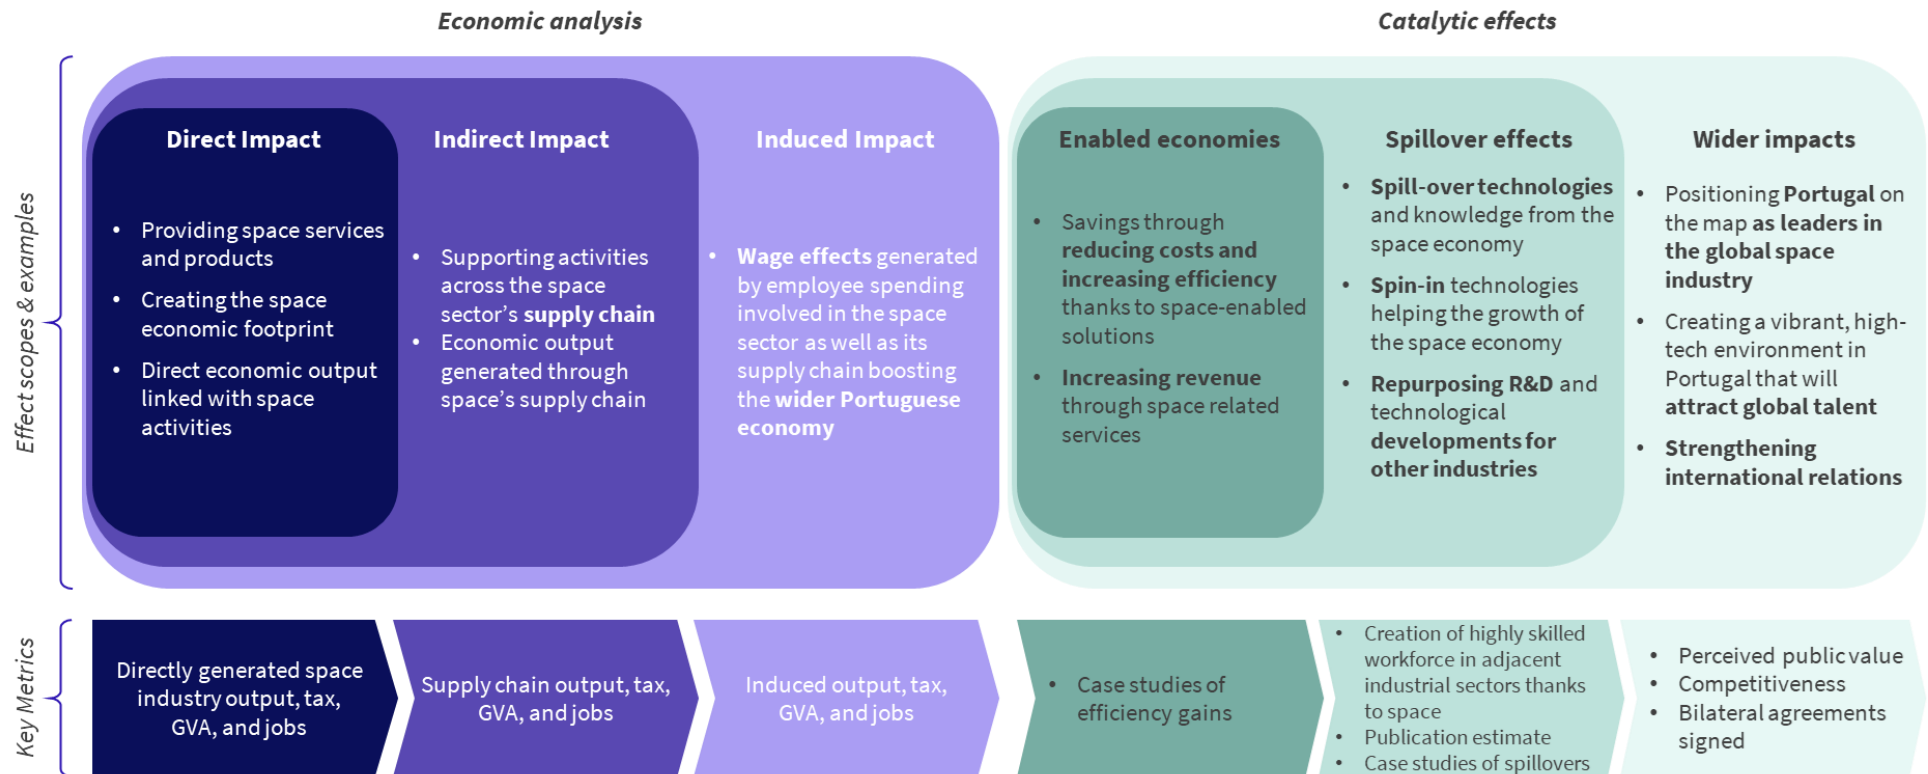 Economic analysis
Catalytic effects
Effect scopes & examples
Direct Impact
• Providing space services
and products
• Creating the space
economic footprint
• Direct economic output
linked with space
activities
Indirect Impact
• Supporting activities
across the space
sector's supply chain
• Economic output
generated through
space's supply chain
Induced Impact
• Wage effects generated
by employee spending
involved in the space
sector as well as its
supply chain boosting
the wider Portuguese
economy
Enabled economies
• Savings through
reducing costs and
increasing efficiency
thanks to space-enabled
solutions
• Increasing revenue
through space related
services
Spillover effects
• Spill-over technologies
and knowledge from the
space economy
• Spin-in technologies
helping the growth of
the space economy
• Repurposing R&D and
technological
developments for
other industries
Wider impacts
• Positioning Portugal on
the map as leaders in
the global space
industry
• Creating a vibrant, high-
tech environment in
Portugal that will
attract global talent
• Strengthening
international relations
Key Metrics
Directly generated space
industry output, tax,
GVA, and jobs
Supply chain output, tax,
GVA, and jobs
Induced output, tax,
GVA, and jobs
• Case studies of
efficiency gains
• Creation of highly skilled
workforce in adjacent
industrial sectors thanks
to space
• Publication estimate
• Case studies of spillovers
• Perceived public value
• Competitiveness
• Bilateral agreements
signed